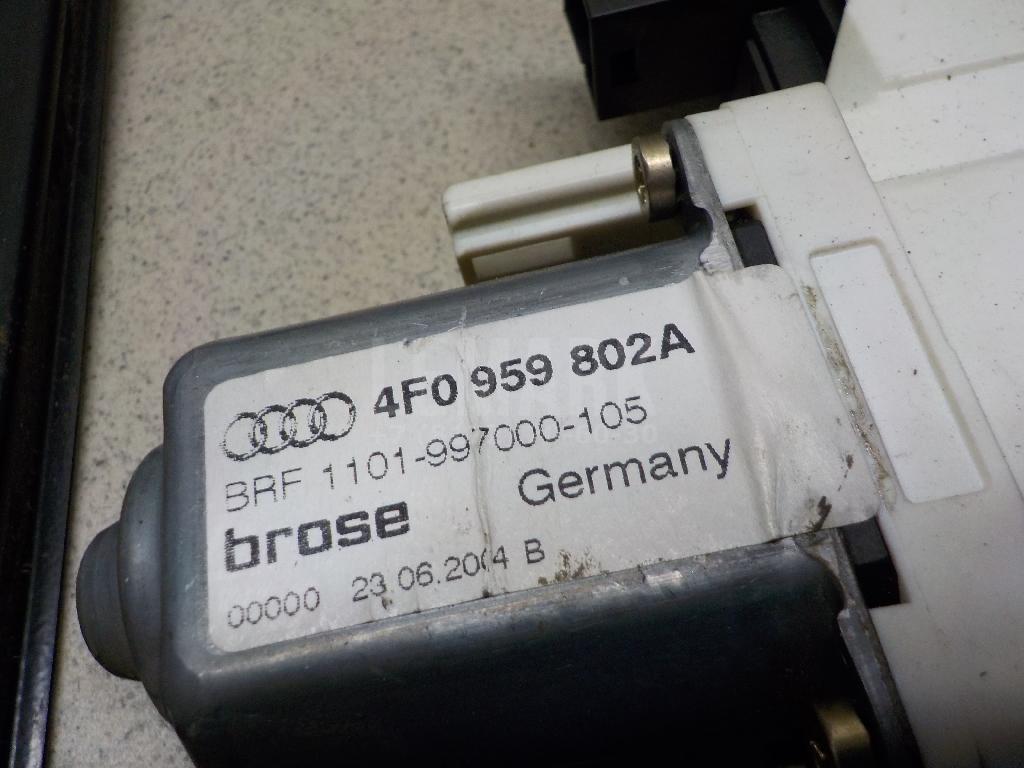 4F0 959 802A
BRF 1101-997000-105
brose Germany
00000 23.06.2004 B